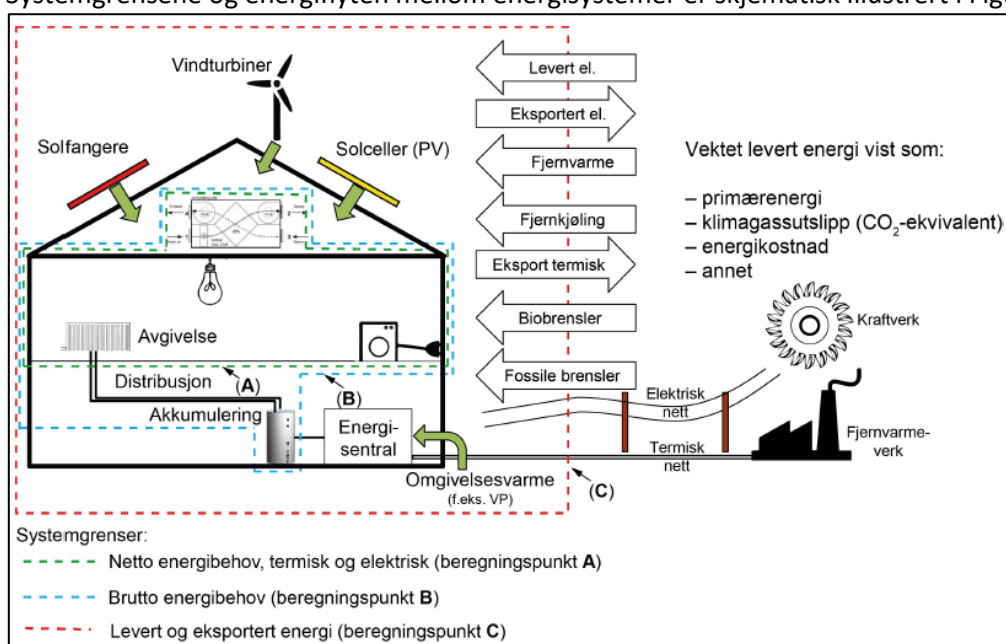 Systemgrensene og energiflyten mellom energisystemer er skjematisk illustrert i
Vindturbiner
Levert el.
Eksportert el.
Solfangere
Solceller (PV)
Fjernvarme
Vektet levert energi vist som:
– primærenergi
– klimagassutslipp (CO₂-ekvivalent)
– energikostnad
– annet
Fjernkjøling
Eksport termisk
Biobrensler
Kraftverk
Avgivelse
Fossile brensler
Distribusjon
(A)
(B)
Akkumulering
Elektrisk
nett
Energi-
sentral
Termisk
nett
Fjernvarme-
verk
Omgivelsesvarme
(f.eks. VP)
(C)
Systemgrenser:
Netto energibehov, termisk og elektrisk (beregningspunkt A)
Brutto energibehov (beregningspunkt B)
Levert og eksportert energi (beregningspunkt C)